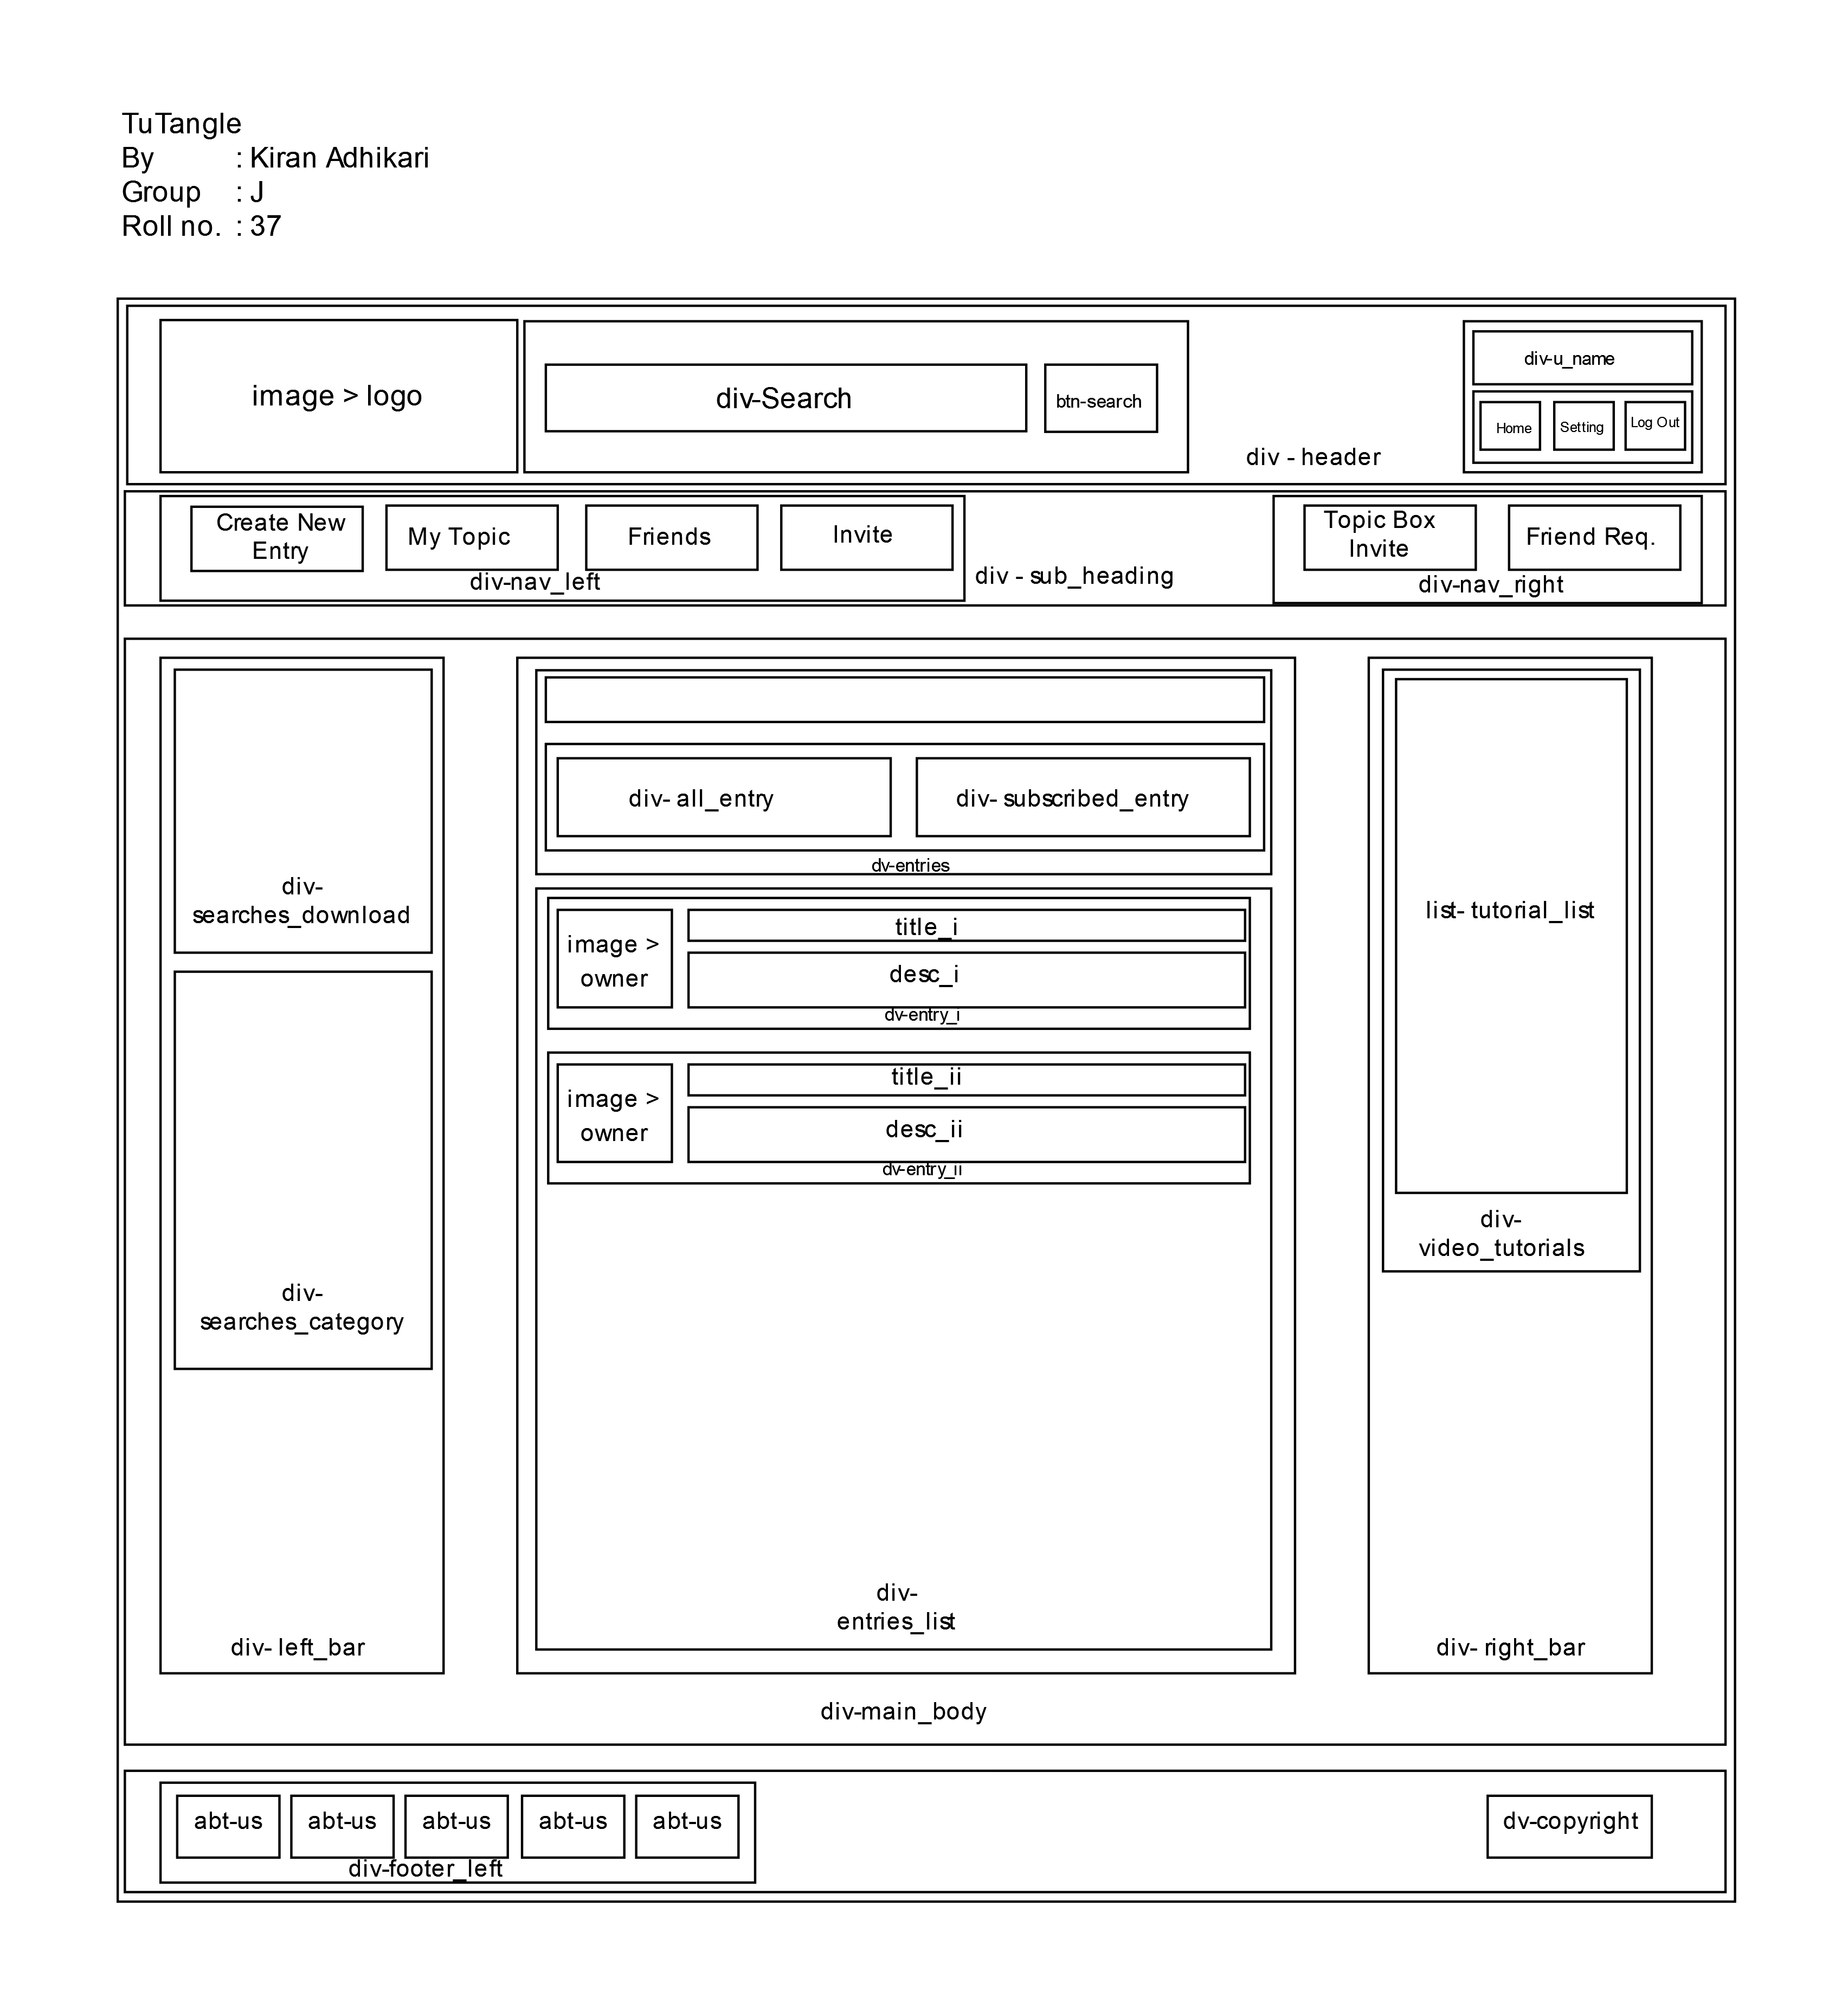 TuTangle
By : Kiran Adhikari
Group : J
Roll no. : 37
image > logo
div-Search
btn-search
div - header
div-u_name
Home
Setting
Log Out
Create New
Entry
My Topic
Friends
Invite
div-nav_left
div - sub_heading
Topic Box
Invite
Friend Req.
div-nav_right
div-
searches_download
div-
searches_category
div- left_bar
div- all_entry
div- subscribed_entry
dv-entries
image >
owner
title_i
desc_i
dv-entry_i
image >
owner
title_ii
desc_ii
dv-entry_ii
div-
entries_list
list- tutorial_list
div-
video_tutorials
div- right_bar
div-main_body
abt-us
abt-us
abt-us
abt-us
abt-us
div-footer_left
dv-copyright